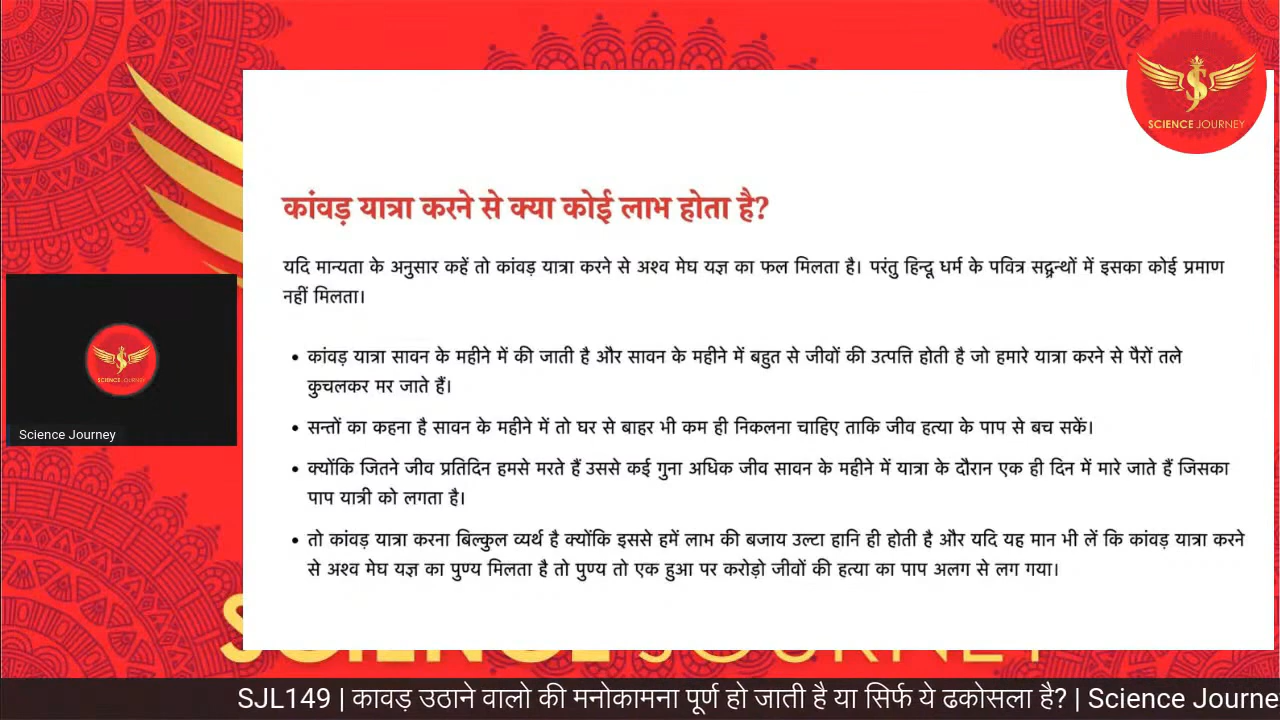 SCIENCE JOURNEY
कांवड़ यात्रा करने से क्या कोई लाभ होता है?
यदि मान्यता के अनुसार कहें तो कांवड़ यात्रा करने से अश्व मेघ यज्ञ का फल मिलता है। परंतु हिन्दू धर्म के पवित्र सद्ग्रन्थों में इसका कोई प्रमाण
नहीं मिलता।
• कांवड़ यात्रा सावन के महीने में की जाती है और सावन के महीने में बहुत से जीवों की उत्पत्ति होती है जो हमारे यात्रा करने से पैरों तले
कुचलकर मर जाते हैं।
• सन्तों का कहना है सावन के महीने में तो घर से बाहर भी कम ही निकलना चाहिए ताकि जीव हत्या के पाप से बच सकें।
• क्योंकि जितने जीव प्रतिदिन हमसे मरते हैं उससे कई गुना अधिक जीव सावन के महीने में यात्रा के दौरान एक ही दिन में मारे जाते हैं जिसका
पाप यात्री को लगता है।
• तो कांवड़ यात्रा करना बिल्कुल व्यर्थ है क्योंकि इससे हमें लाभ की बजाय उल्टा हानि ही होती है और यदि यह मान भी लें कि कांवड़ यात्रा करने
से अश्व मेघ यज्ञ का पुण्य मिलता है तो पुण्य तो एक हुआ पर करोड़ो जीवों की हत्या का पाप अलग से लग गया।
SCIENCE JOURNEY
Science Journey
SJL149 | कावड़ उठाने वालो की मनोकामना पूर्ण हो जाती है या सिर्फ ये ढकोसला है? | Science Journe